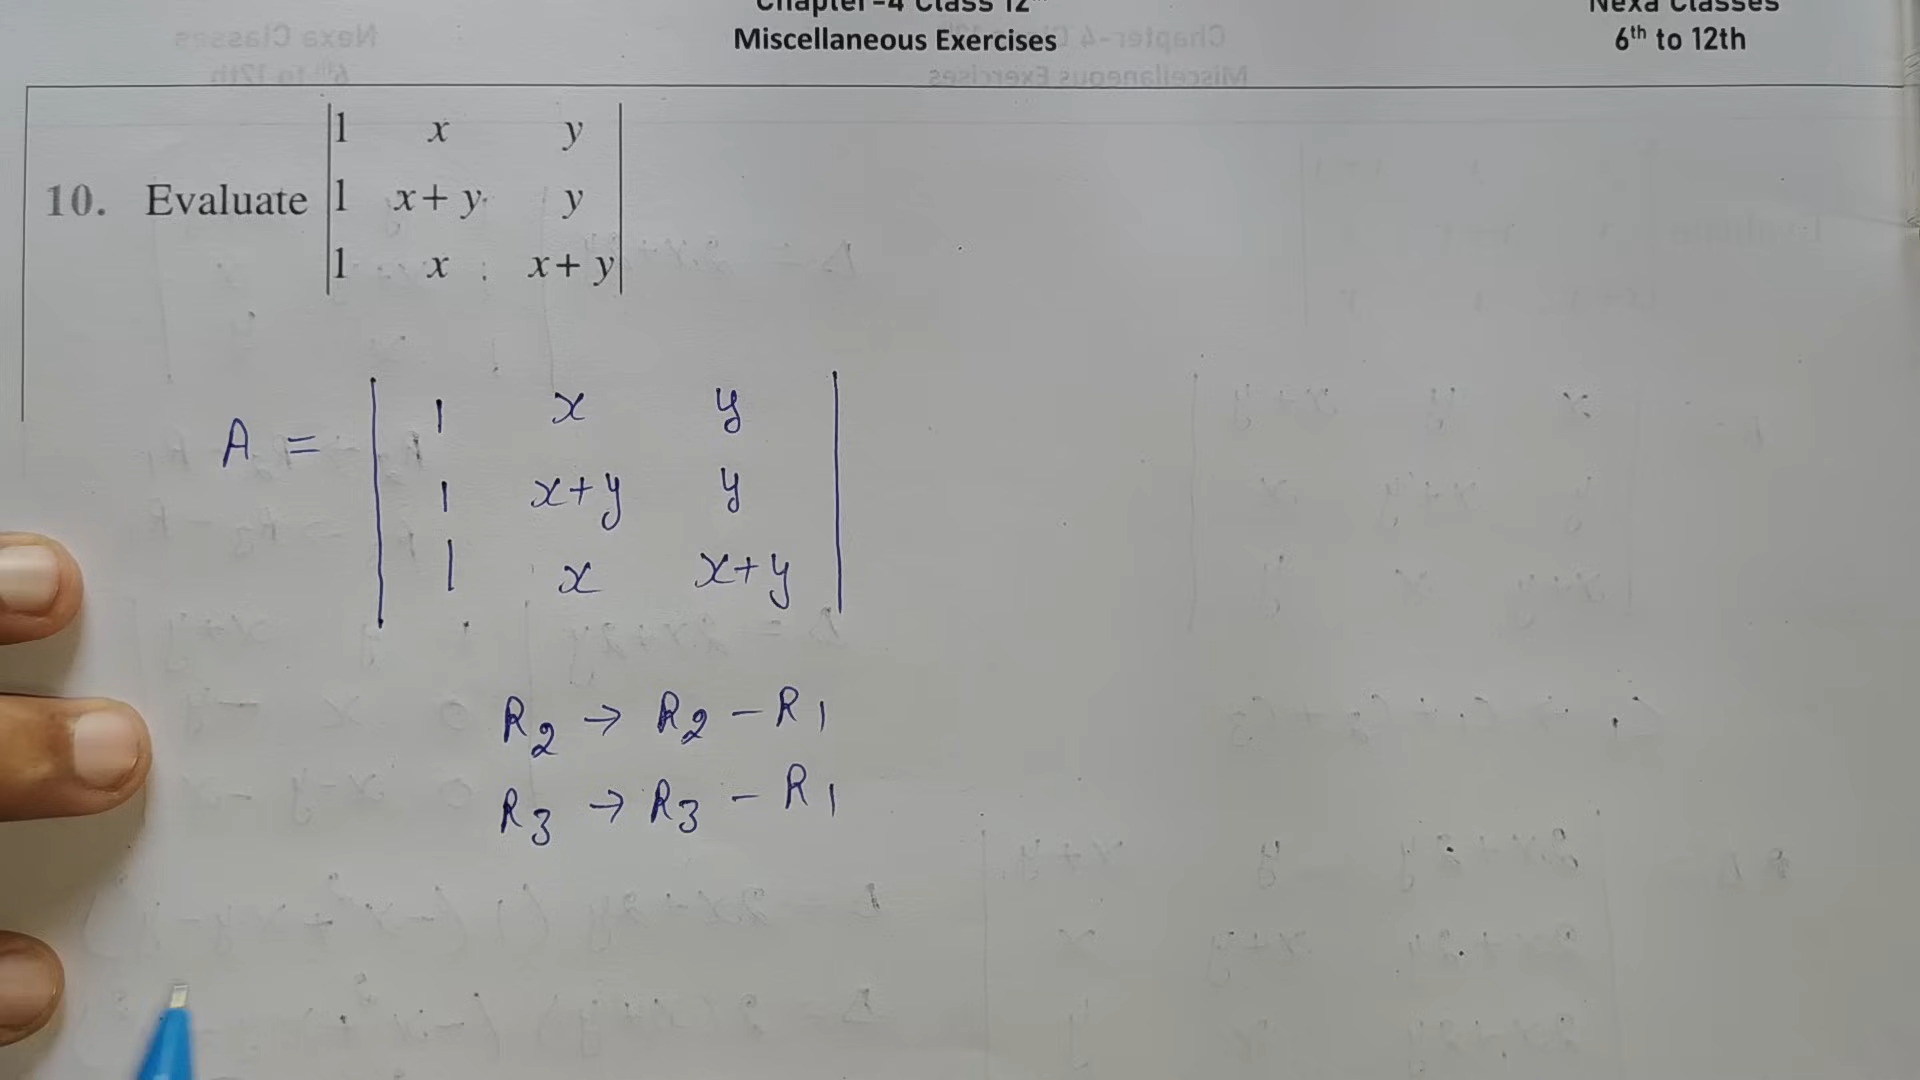 Chapter-4 Class 12th
Miscellaneous Exercises
Nexa Classes
6th to 12th
10. Evaluate
|1 x y|
|1 x+y y|
|1 x x+y|
A =
| 1 x y |
| 1 x+y y |
| 1 x x+y |
R2 → R2 − R1
R3 → R3 − R1